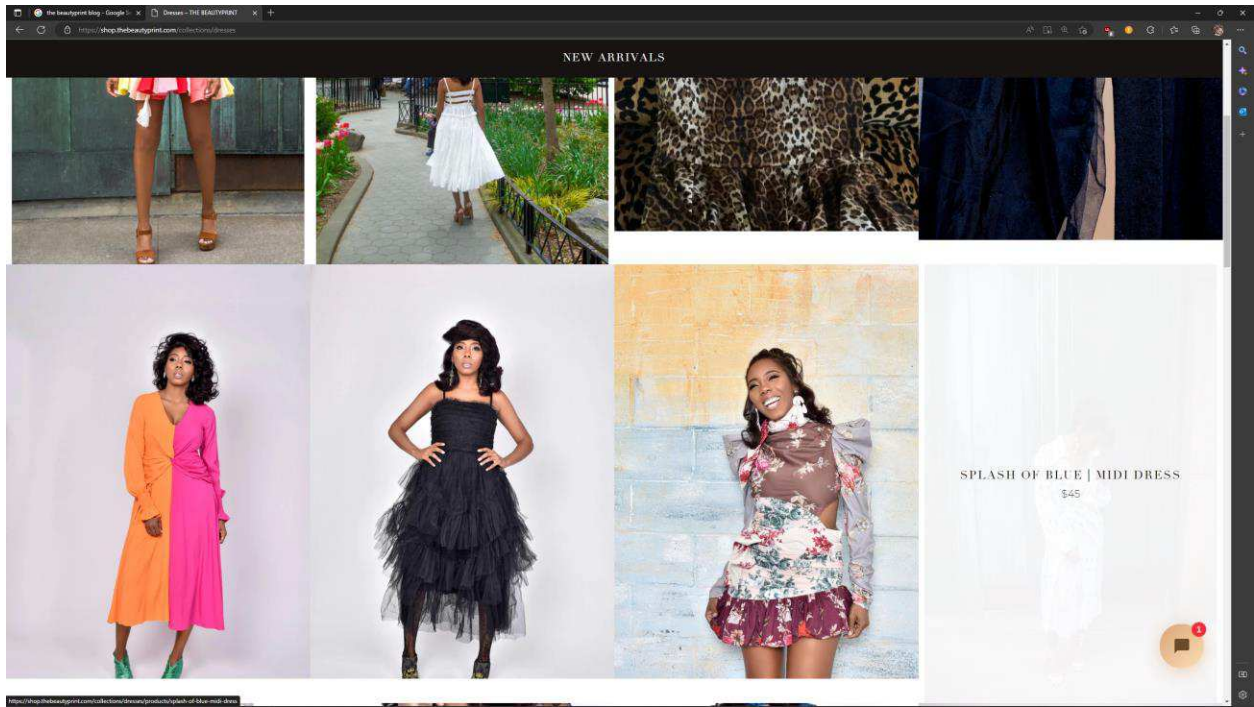 the beautyprint blog - Google S
Dresses – THE BEAUTYPRINT
https://shop.thebeautyprint.com/collections/dresses
NEW ARRIVALS
SPLASH OF BLUE | MIDI DRESS
$45
1
https://shop.thebeautyprint.com/collections/dresses/products/splash-of-blue-midi-dress